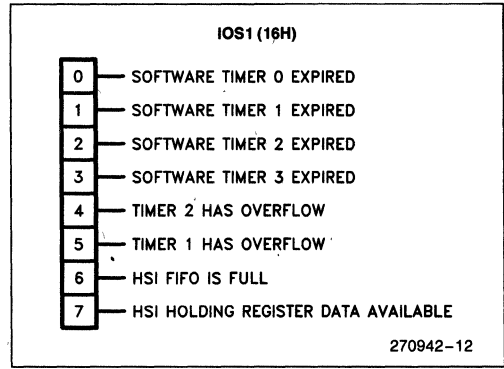 IOS1 (16H)
0 SOFTWARE TIMER 0 EXPIRED
1 SOFTWARE TIMER 1 EXPIRED
2 SOFTWARE TIMER 2 EXPIRED
3 SOFTWARE TIMER 3 EXPIRED
4 TIMER 2 HAS OVERFLOW
5 TIMER 1 HAS OVERFLOW
6 HSI FIFO IS FULL
7 HSI HOLDING REGISTER DATA AVAILABLE
270942-12